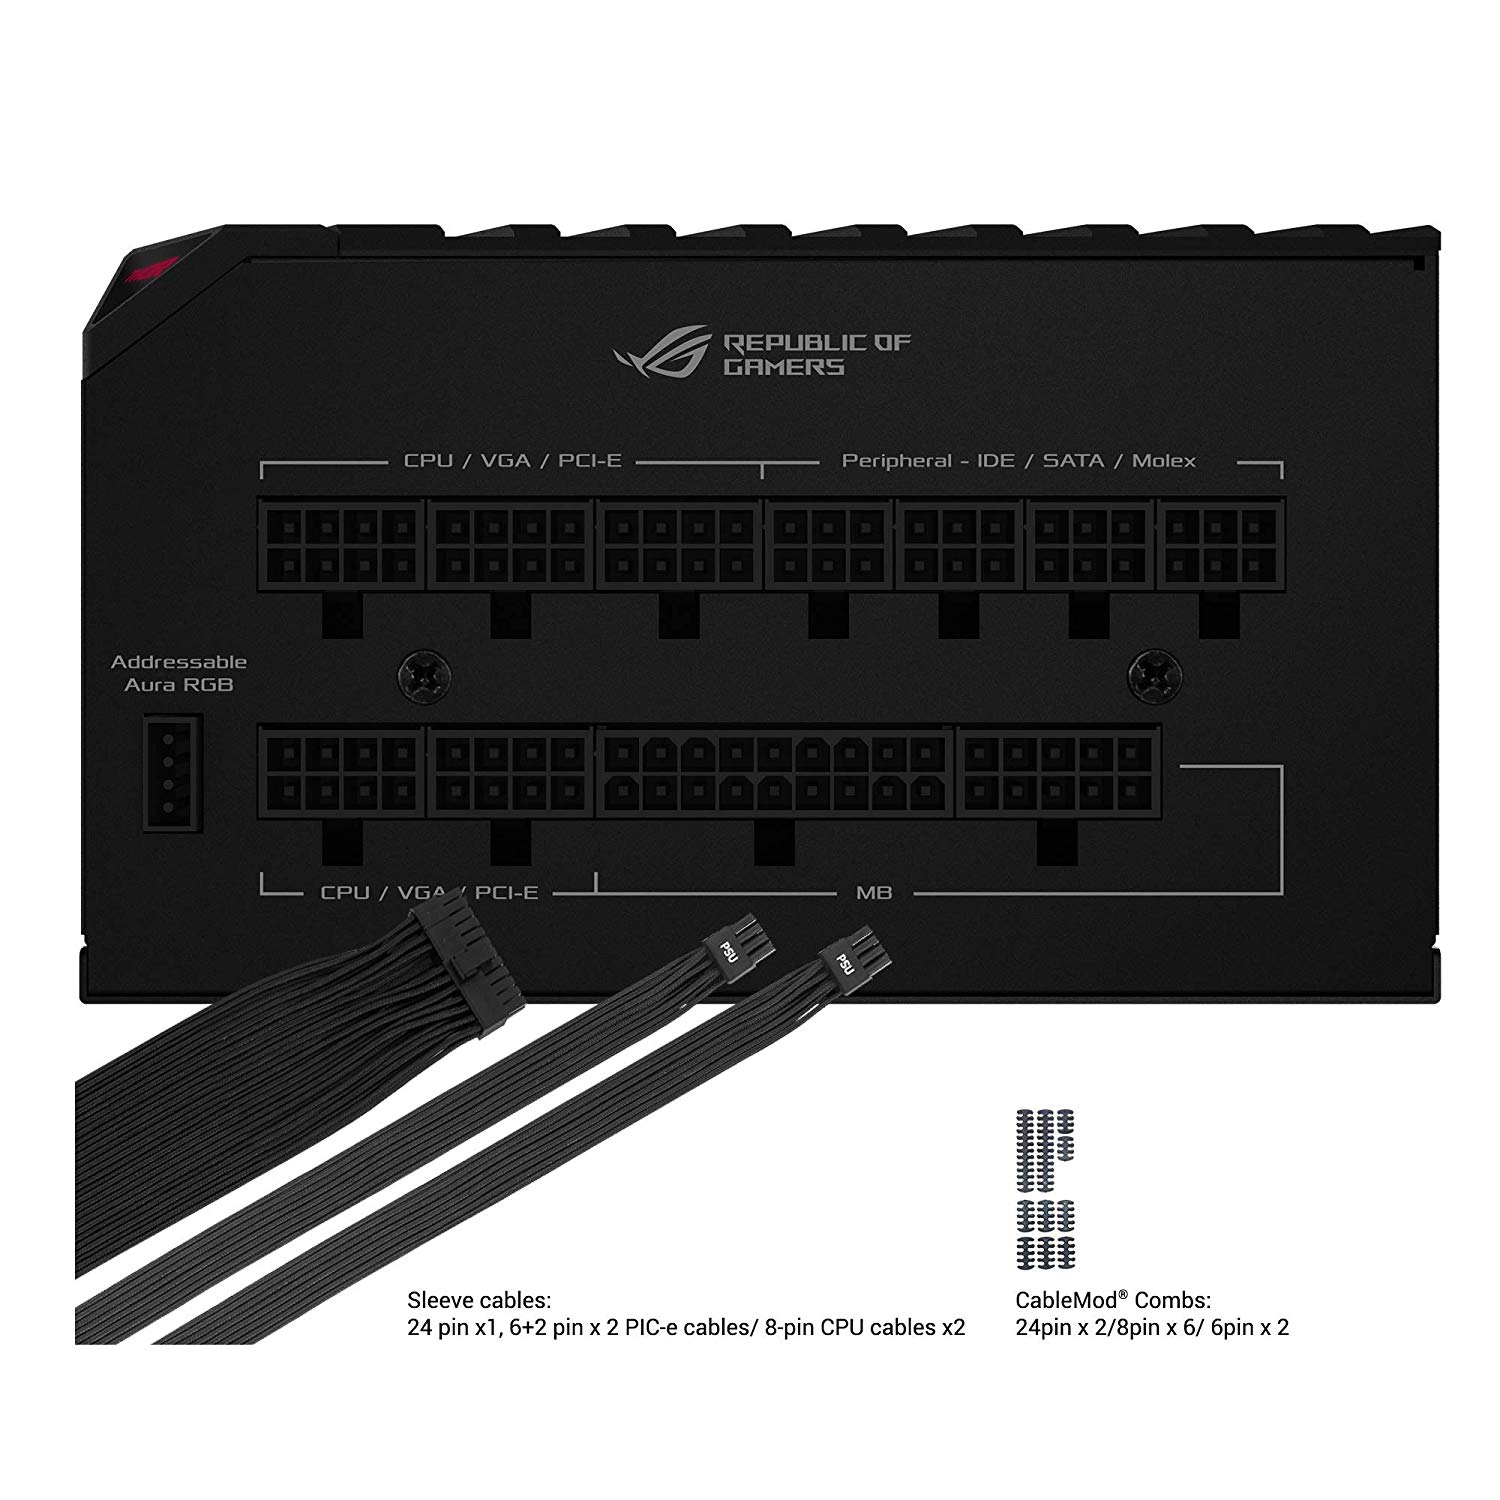 REPUBLIC OF
GAMERS
CPU / VGA / PCI-E
Peripheral - IDE / SATA / Molex
Addressable
Aura RGB
CPU / VGA / PCI-E
MB
PSU
PSU
Sleeve cables:
24 pin x1, 6+2 pin x 2 PIC-e cables/ 8-pin CPU cables x2
CableMod® Combs:
24pin x 2/8pin x 6/ 6pin x 2